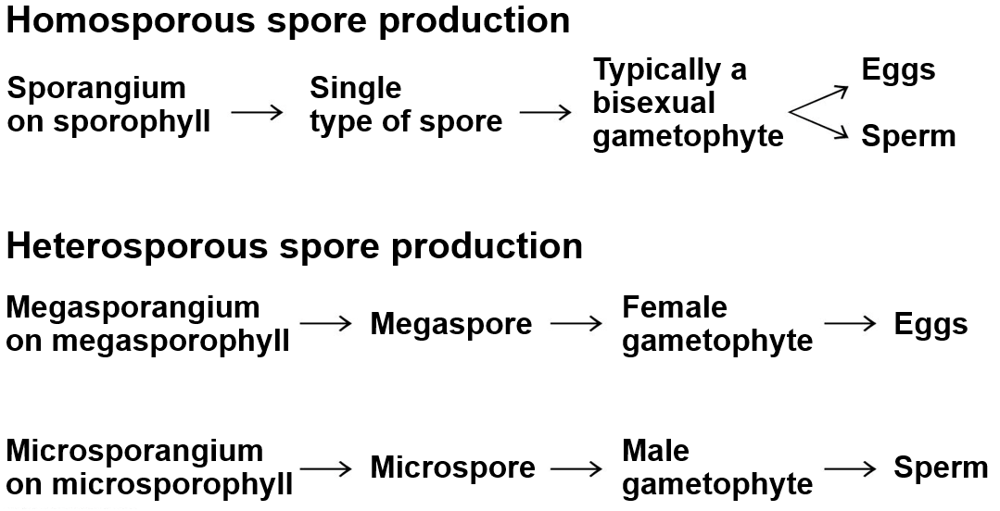 Homosporous spore production
Sporangium
on sporophyll
Single
type of spore
Typically a
bisexual
gametophyte
Eggs
Sperm
Heterosporous spore production
Megasporangium
on megasporophyll
Megaspore
Female
gametophyte
Eggs
Microsporangium
on microsporophyll
Microspore
Male
gametophyte
Sperm